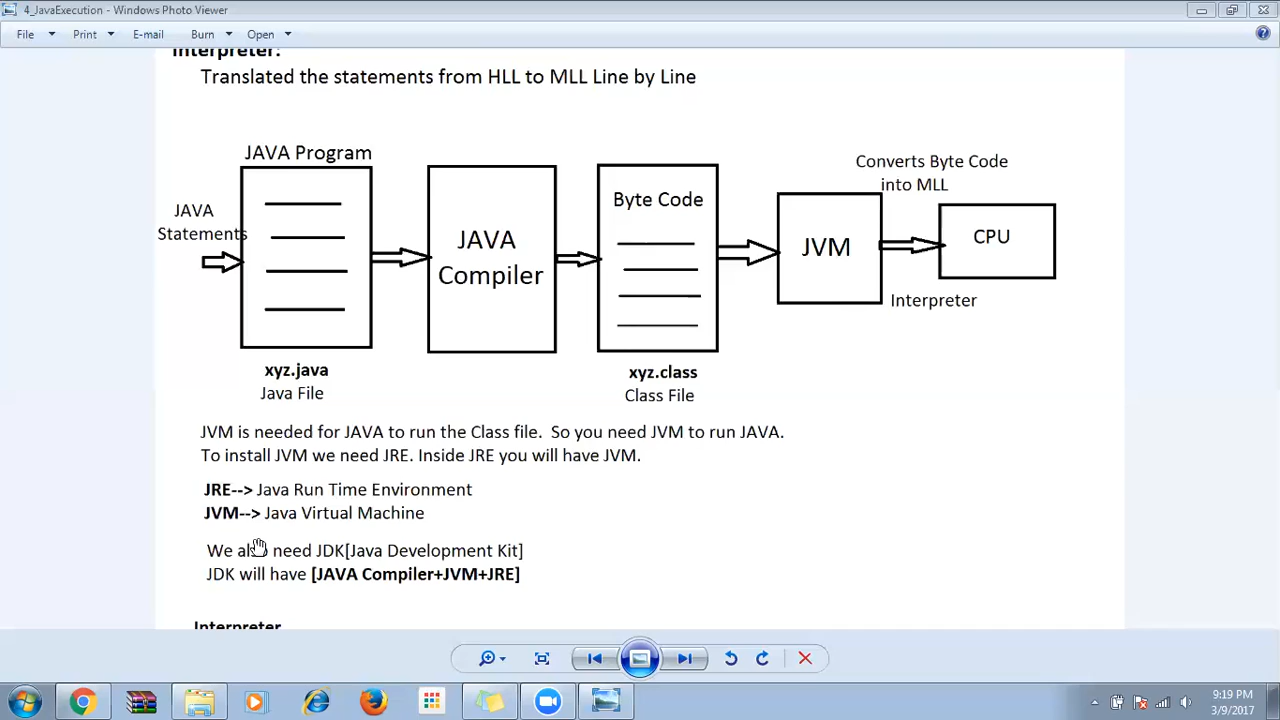 4_JavaExecution - Windows Photo Viewer
File Print E-mail Burn Open
Interpreter:
Translated the statements from HLL to MLL Line by Line
JAVA Program
Converts Byte Code
into MLL
JAVA
Statements
JAVA
Compiler
Byte Code
JVM
CPU
Interpreter
xyz.java
Java File
xyz.class
Class File
JVM is needed for JAVA to run the Class file. So you need JVM to run JAVA.
To install JVM we need JRE. Inside JRE you will have JVM.
JRE--> Java Run Time Environment
JVM--> Java Virtual Machine
We also need JDK[Java Development Kit]
JDK will have [JAVA Compiler+JVM+JRE]
Interpreter
9:19 PM
3/9/2017